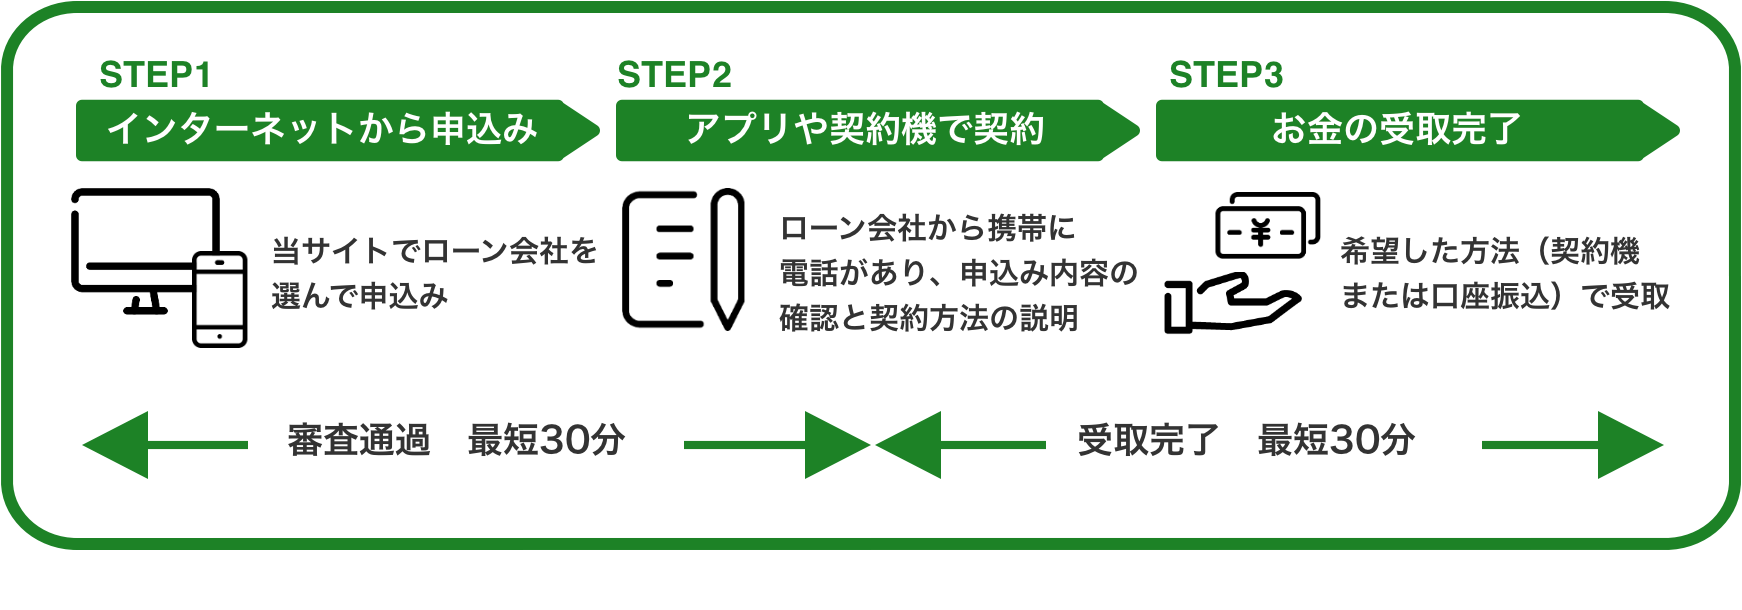 STEP1
インターネットから申込み
当サイトでローン会社を
選んで申込み
STEP2
アプリや契約機で契約
ローン会社から携帯に
電話があり、申込み内容の
確認と契約方法の説明
STEP3
お金の受取完了
¥
希望した方法（契約機
または口座振込）で受取
審査通過　最短30分
受取完了　最短30分